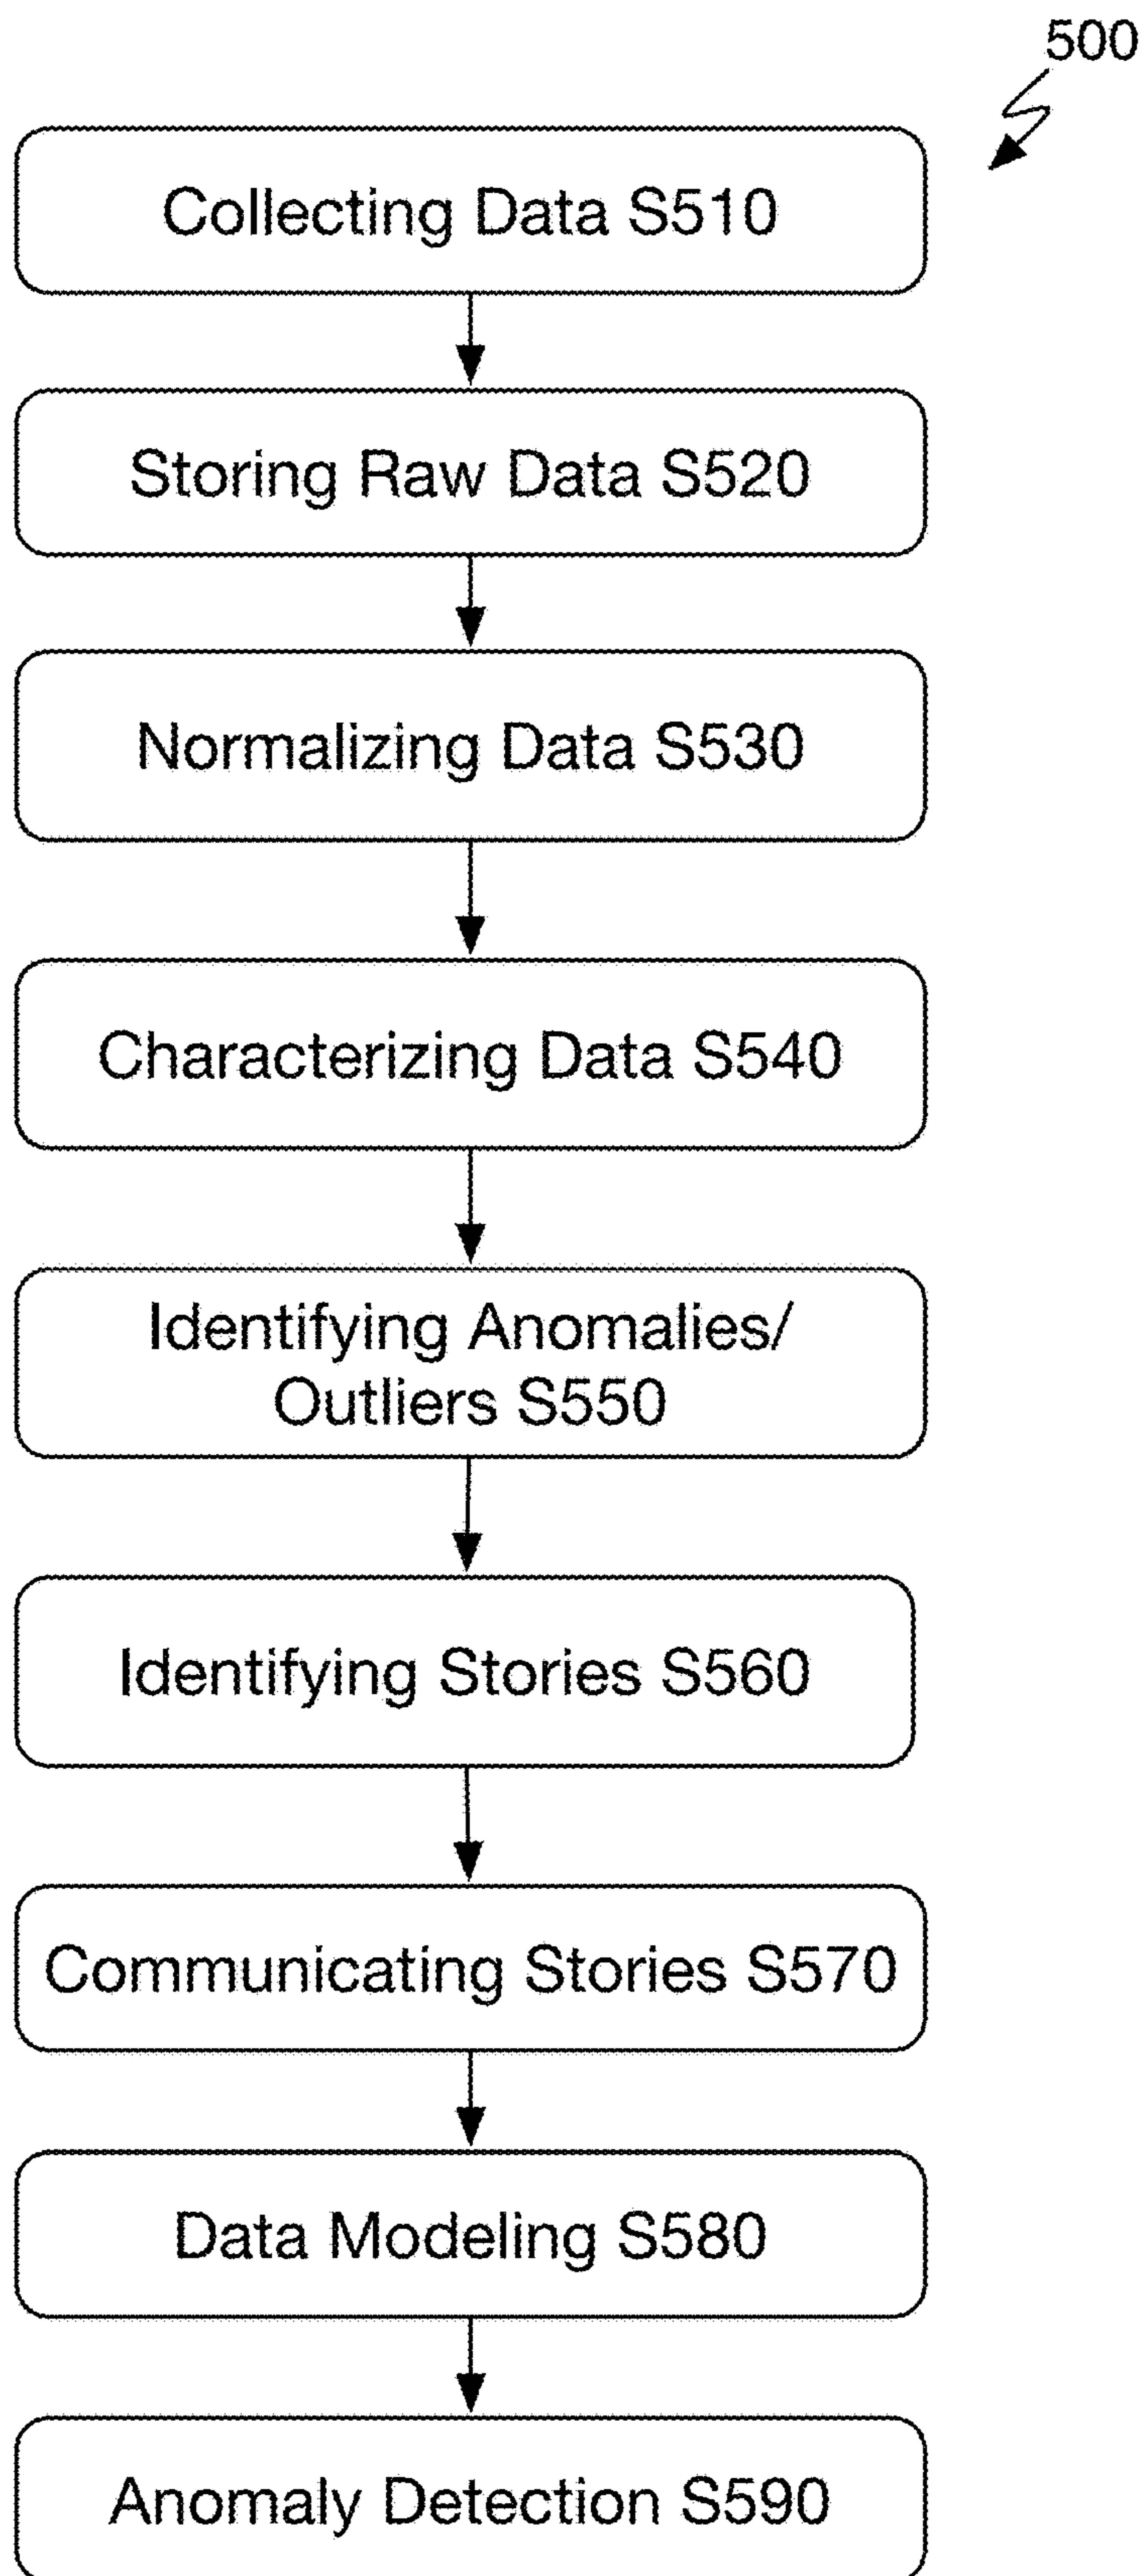 500
Collecting Data S510
Storing Raw Data S520
Normalizing Data S530
Characterizing Data S540
Identifying Anomalies/
Outliers S550
Identifying Stories S560
Communicating Stories S570
Data Modeling S580
Anomaly Detection S590